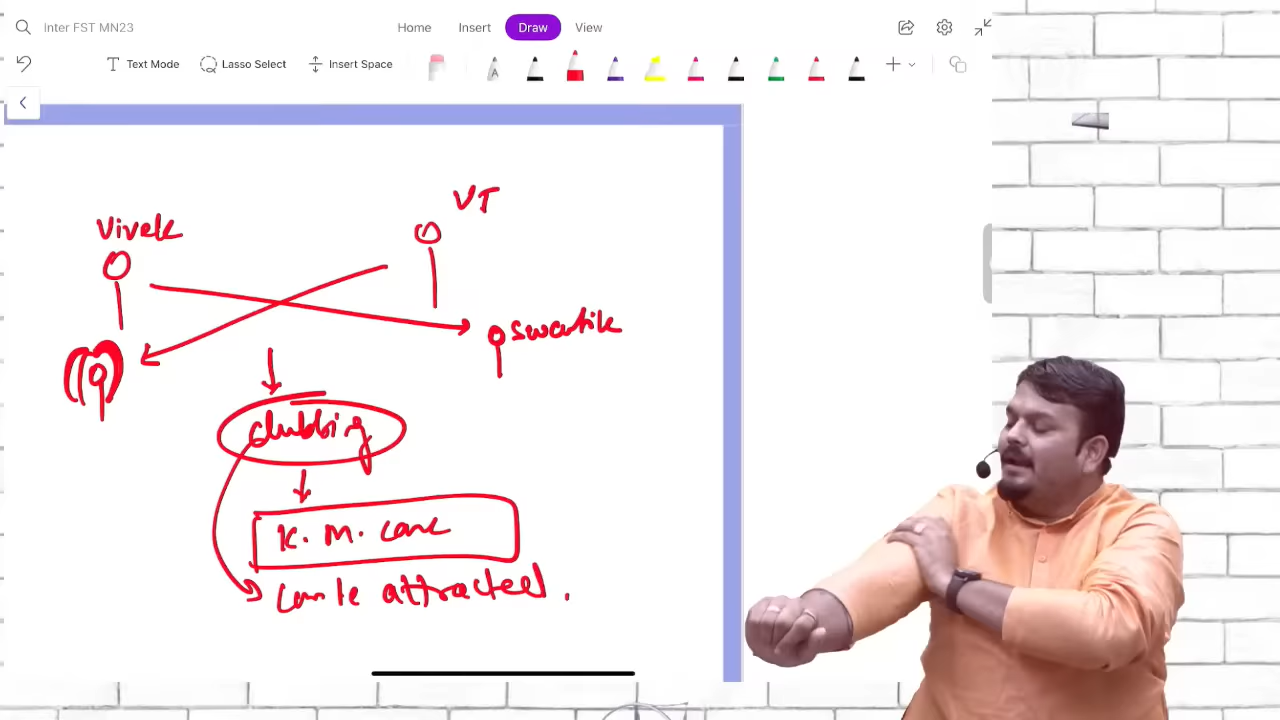 Inter FST MN23
Home
Insert
Draw
View
Text Mode
Lasso Select
Insert Space
A
VT
Vivek
Swastik
clubbing
K. M. case
can be attracted.